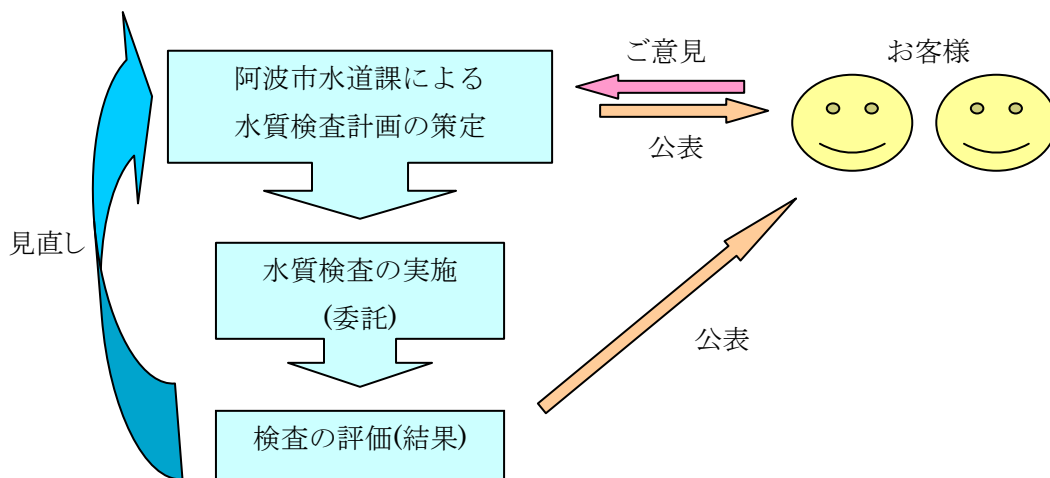 ご意見
お客様
阿波市水道課による
水質検査計画の策定
公表
見直し
水質検査の実施
(委託)
公表
検査の評価(結果)